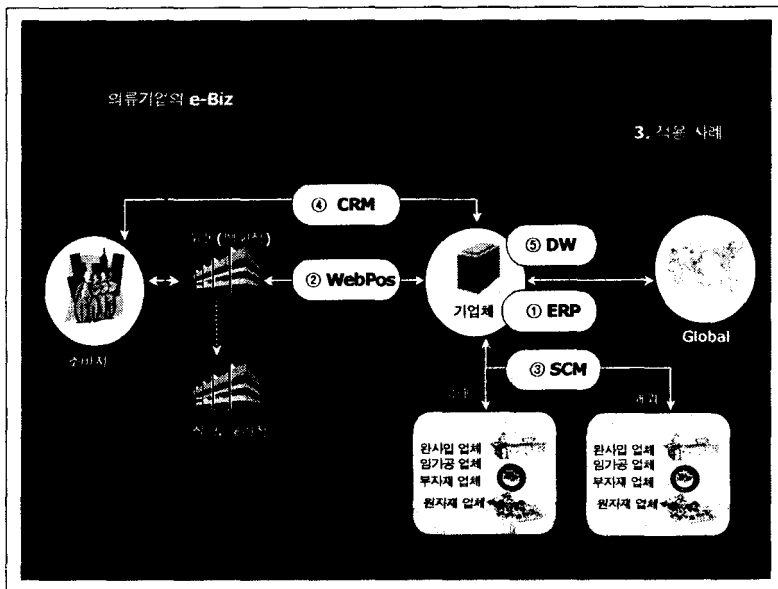 의류기업의 e-Biz
3. 적용 사례
④ CRM
⑤ DW
② WebPos
기업체
① ERP
Global
소비자
③ SCM
완사입 업체
임가공 업체
부자재 업체
원자재 업체
완사입 업체
임가공 업체
부자재 업체
원자재 업체